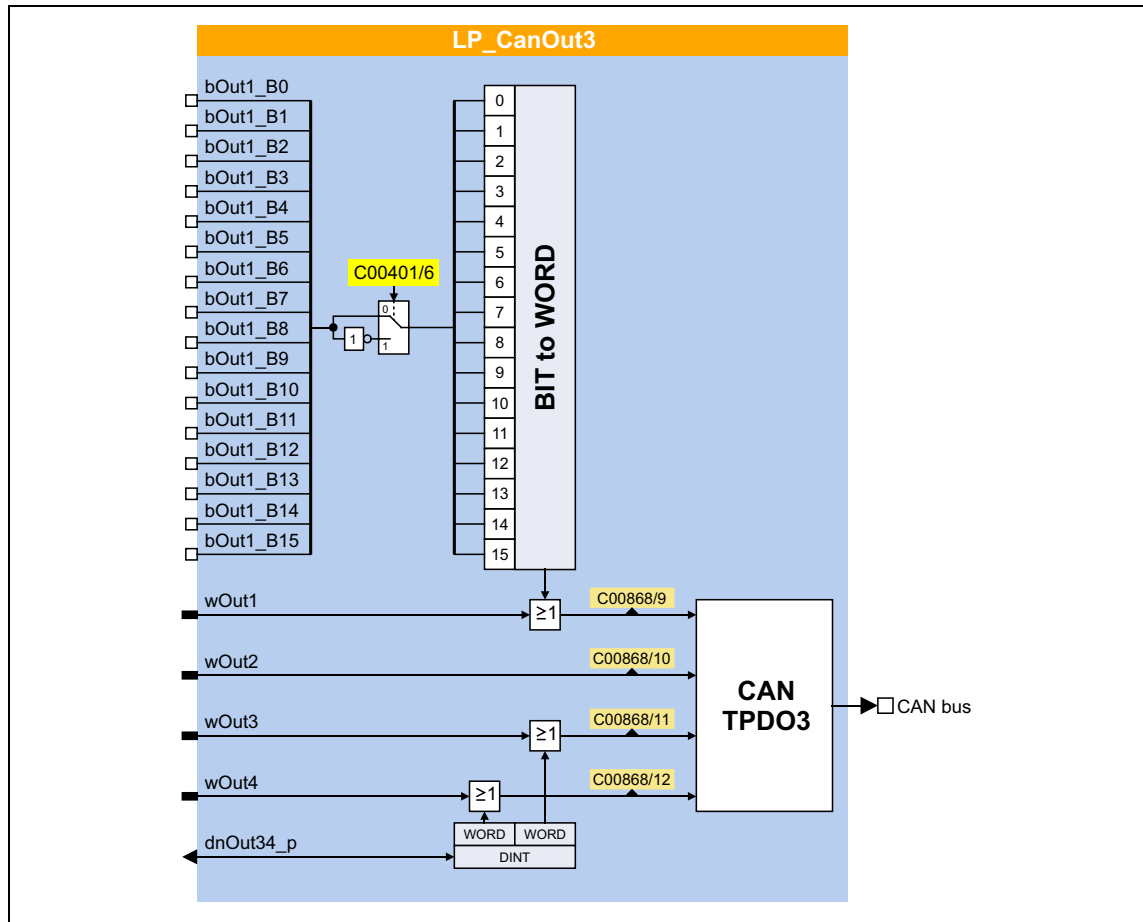 LP_CanOut3
bOut1_B0
bOut1_B1
bOut1_B2
bOut1_B3
bOut1_B4
bOut1_B5
bOut1_B6
bOut1_B7
bOut1_B8
bOut1_B9
bOut1_B10
bOut1_B11
bOut1_B12
bOut1_B13
bOut1_B14
bOut1_B15
C00401/6
0
1
1
0
1
2
3
4
5
6
7
8
9
10
11
12
13
14
15
BIT to WORD
wOut1
≥1
C00868/9
wOut2
C00868/10
wOut3
≥1
C00868/11
wOut4
≥1
C00868/12
CAN
TPDO3
CAN bus
dnOut34_p
WORD WORD
DINT